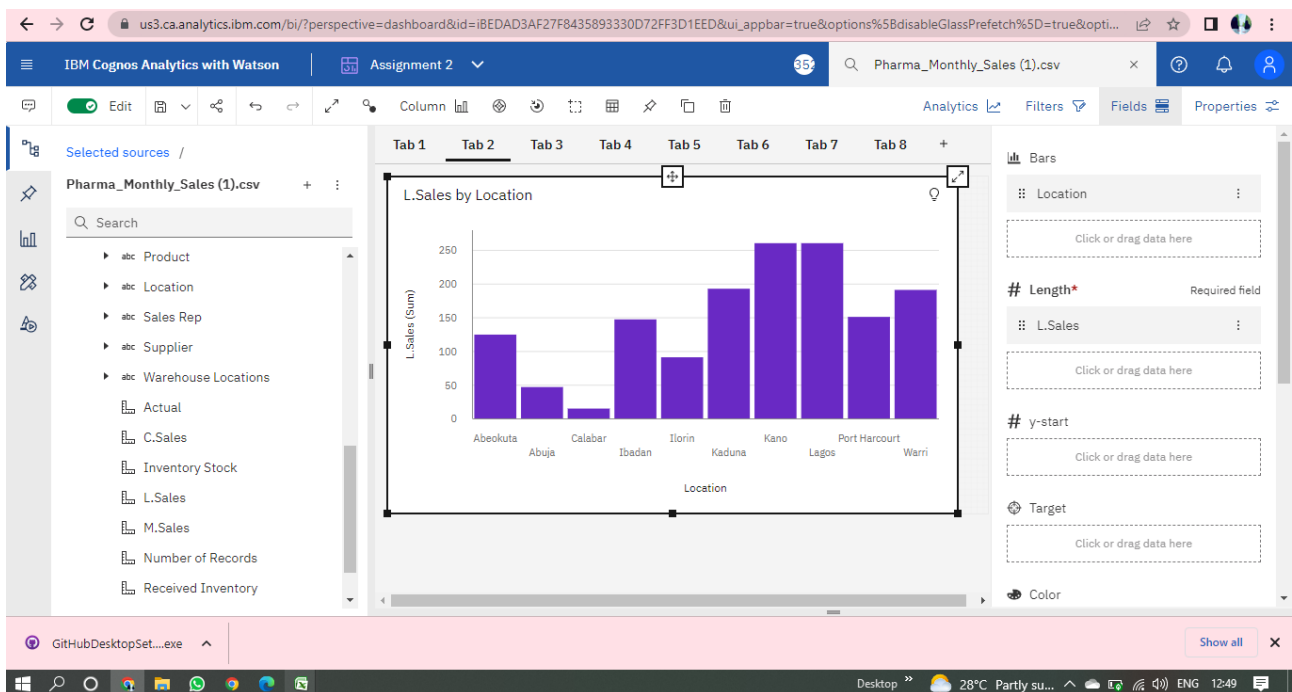 us3.ca.analytics.ibm.com/bi/?perspective=dashboard&id=iBEDAD3AF27F8435893330D72FF3D1EED&ui_appbar=true&options%5BdisableGlassPrefetch%5D=true&opti...
IBM Cognos Analytics with Watson
Assignment 2
Pharma_Monthly_Sales (1).csv
Edit
Column
Analytics
Filters
Fields
Properties
Selected sources /
Pharma_Monthly_Sales (1).csv
Search
abc Product
abc Location
abc Sales Rep
abc Supplier
abc Warehouse Locations
Actual
C.Sales
Inventory Stock
L.Sales
M.Sales
Number of Records
Received Inventory
Tab 1 Tab 2 Tab 3 Tab 4 Tab 5 Tab 6 Tab 7 Tab 8 +
L.Sales by Location
L.Sales (Sum)
250
200
150
100
50
0
Abeokuta Calabar Ilorin Kano Port Harcourt
Abuja Ibadan Kaduna Lagos Warri
Location
Bars
Location
Click or drag data here
# Length* Required field
L.Sales
Click or drag data here
# y-start
Click or drag data here
Target
Click or drag data here
Color
GitHubDesktopSet....exe
Show all
Desktop » 28°C Partly su... ENG 12:49